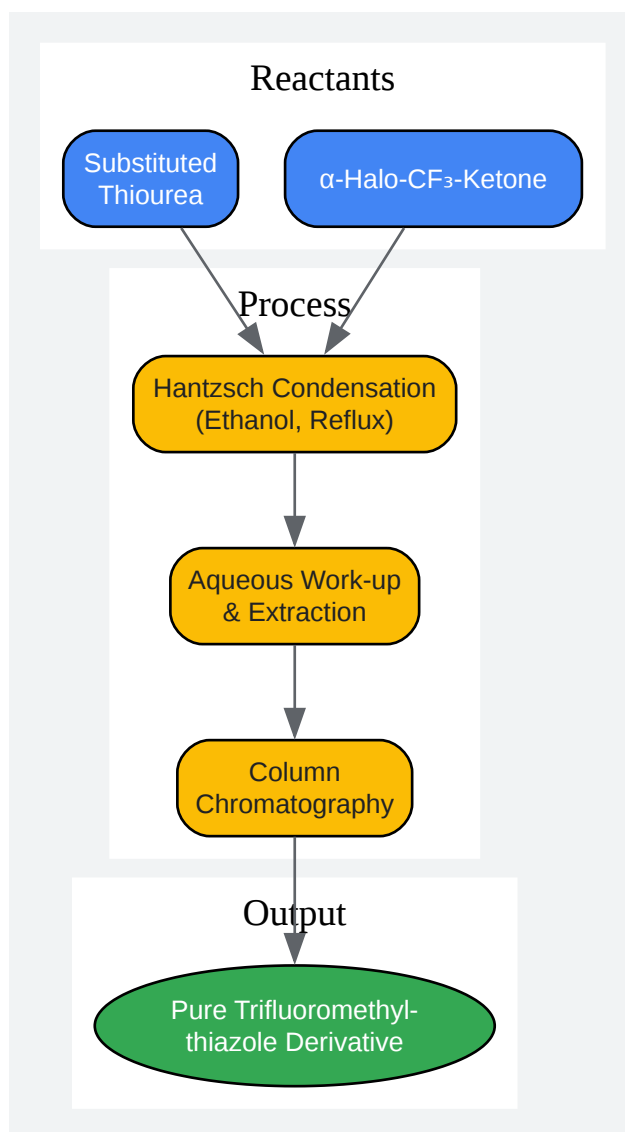 Reactants
Substituted
Thiourea
α-Halo-CF₃-Ketone
Process
Hantzsch Condensation
(Ethanol, Reflux)
Aqueous Work-up
& Extraction
Column
Chromatography
Output
Pure Trifluoromethyl-
thiazole Derivative